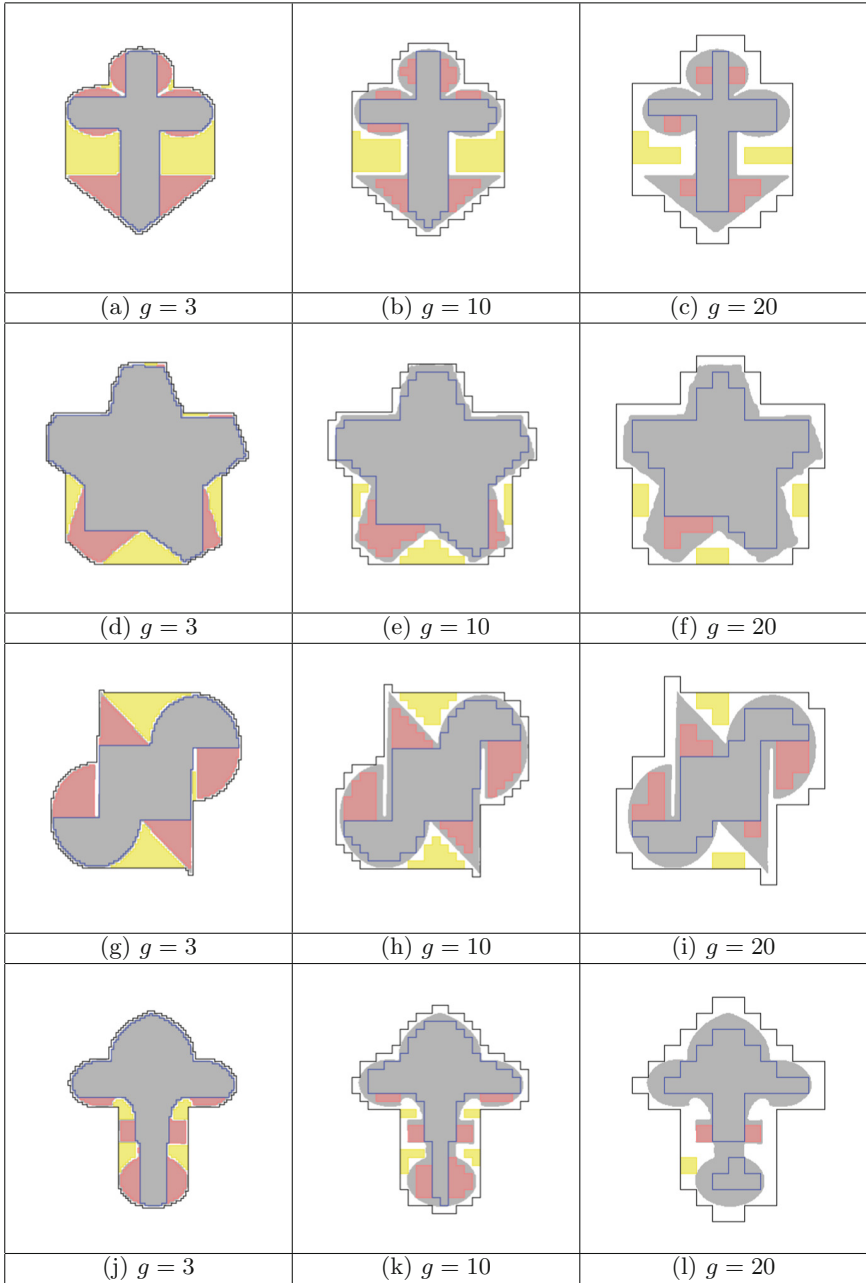 (a) g = 3 (b) g = 10 (c) g = 20
(d) g = 3 (e) g = 10 (f) g = 20
(g) g = 3 (h) g = 10 (i) g = 20
(j) g = 3 (k) g = 10 (l) g = 20